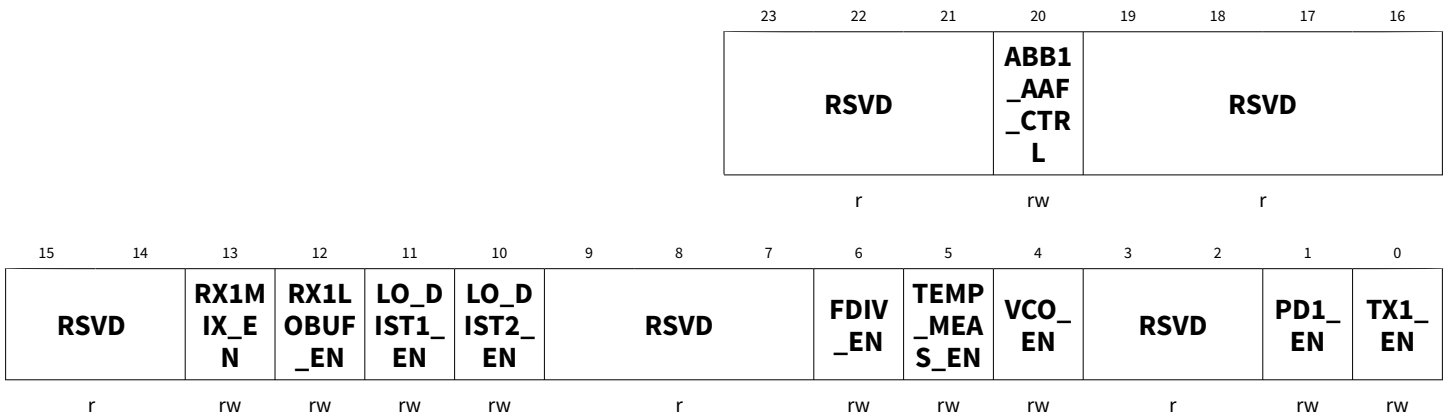 23 22 21 20 19 18 17 16
RSVD ABB1 RSVD
_AAF
_CTR
L
r rw r
15 14 13 12 11 10 9 8 7 6 5 4 3 2 1 0
RSVD RX1M RX1L LO_D LO_D RSVD FDIV TEMP VCO_ RSVD PD1_ TX1_
IX_E OBUF IST1_ IST2_ _EN _MEA EN EN EN
N _EN EN EN S_EN
r rw rw rw rw r rw rw rw r rw rw